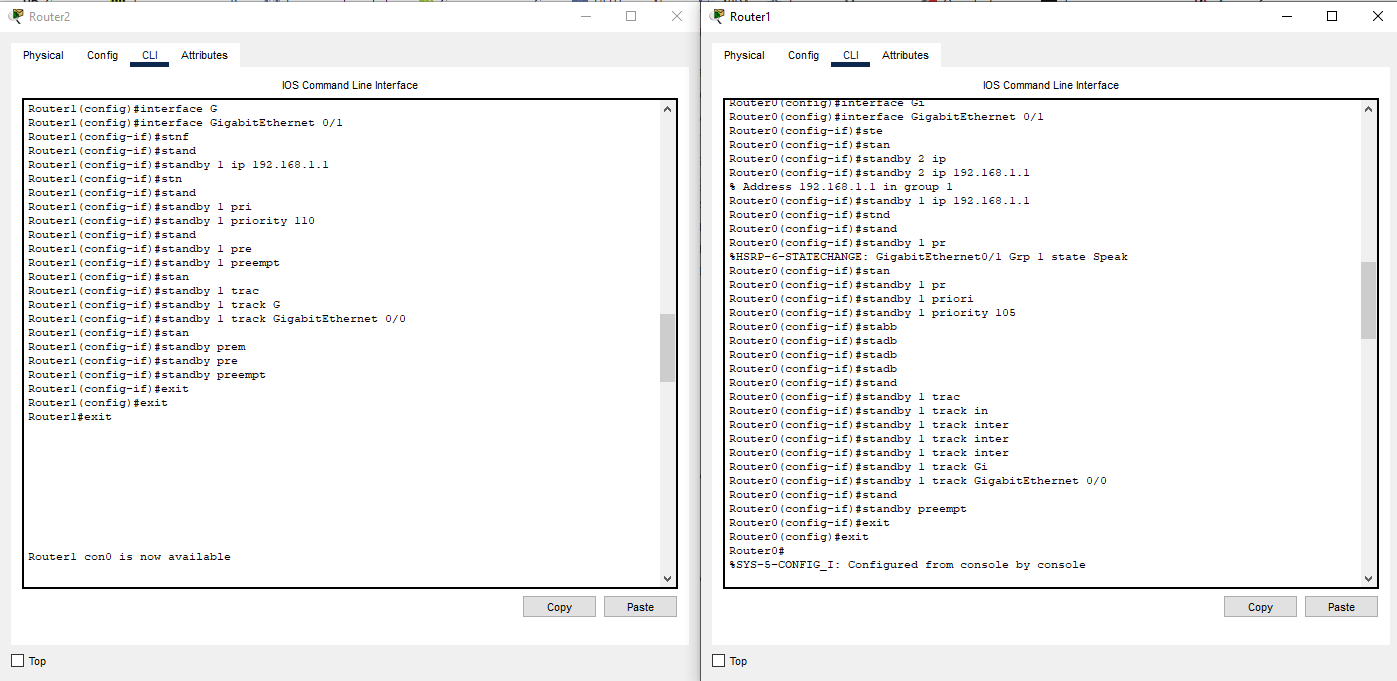 Router2
Physical Config CLI Attributes
IOS Command Line Interface
Router1(config)#interface G
Router1(config)#interface GigabitEthernet 0/1
Router1(config-if)#stnf
Router1(config-if)#stand
Router1(config-if)#standby 1 ip 192.168.1.1
Router1(config-if)#stn
Router1(config-if)#stand
Router1(config-if)#standby 1 pri
Router1(config-if)#standby 1 priority 110
Router1(config-if)#stand
Router1(config-if)#standby 1 pre
Router1(config-if)#standby 1 preempt
Router1(config-if)#stan
Router1(config-if)#standby 1 trac
Router1(config-if)#standby 1 track G
Router1(config-if)#standby 1 track GigabitEthernet 0/0
Router1(config-if)#stan
Router1(config-if)#standby prem
Router1(config-if)#standby pre
Router1(config-if)#standby preempt
Router1(config-if)#exit
Router1(config)#exit
Router1#exit
Router1 con0 is now available
Copy Paste
Top
Router1
Physical Config CLI Attributes
IOS Command Line Interface
Router0(config)#interface Gi
Router0(config)#interface GigabitEthernet 0/1
Router0(config-if)#ste
Router0(config-if)#stan
Router0(config-if)#standby 2 ip
Router0(config-if)#standby 2 ip 192.168.1.1
% Address 192.168.1.1 in group 1
Router0(config-if)#standby 1 ip 192.168.1.1
Router0(config-if)#stnd
Router0(config-if)#stand
Router0(config-if)#standby 1 pr
%HSRP-6-STATECHANGE: GigabitEthernet0/1 Grp 1 state Speak
Router0(config-if)#stan
Router0(config-if)#standby 1 pr
Router0(config-if)#standby 1 priori
Router0(config-if)#standby 1 priority 105
Router0(config-if)#stabb
Router0(config-if)#stadb
Router0(config-if)#stadb
Router0(config-if)#stadb
Router0(config-if)#stand
Router0(config-if)#standby 1 trac
Router0(config-if)#standby 1 track in
Router0(config-if)#standby 1 track inter
Router0(config-if)#standby 1 track inter
Router0(config-if)#standby 1 track inter
Router0(config-if)#standby 1 track Gi
Router0(config-if)#standby 1 track GigabitEthernet 0/0
Router0(config-if)#stand
Router0(config-if)#standby preempt
Router0(config-if)#exit
Router0(config)#exit
Router0#
%SYS-5-CONFIG_I: Configured from console by console
Copy Paste
Top